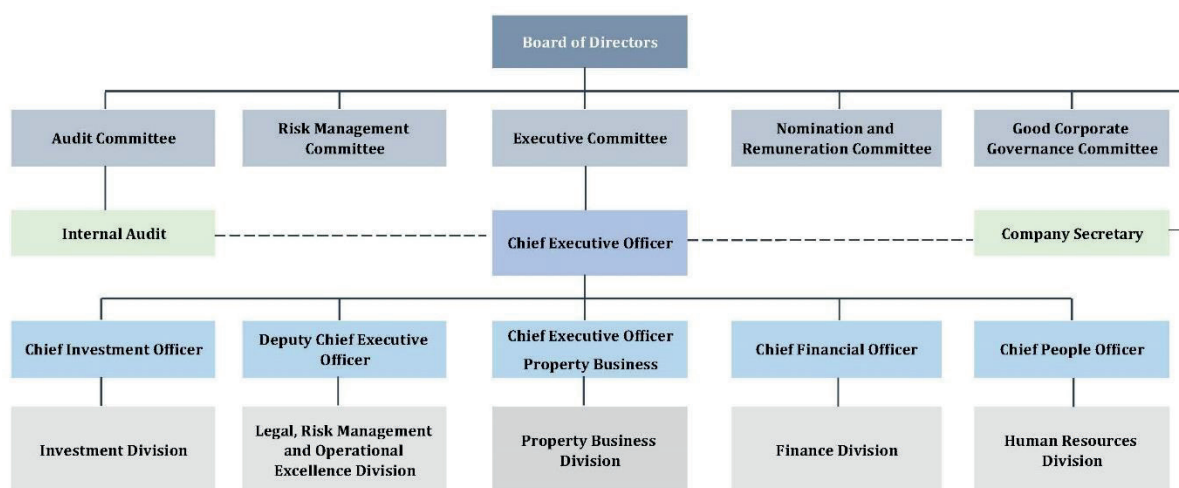 Board of Directors
Audit Committee
Risk Management
Committee
Executive Committee
Nomination and
Remuneration Committee
Good Corporate
Governance Committee
Internal Audit
Chief Executive Officer
Company Secretary
Chief Investment Officer
Deputy Chief Executive
Officer
Chief Executive Officer
Property Business
Chief Financial Officer
Chief People Officer
Investment Division
Legal, Risk Management
and Operational
Excellence Division
Property Business
Division
Finance Division
Human Resources
Division